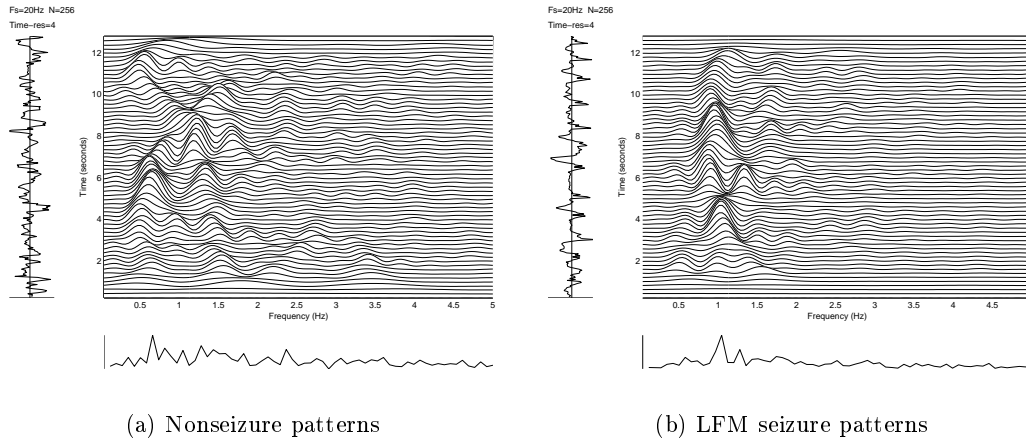 Fs=20Hz N=256
Time-res=4
12
10
8
6
4
2
Time (seconds)
0.5 1 1.5 2 2.5 3 3.5 4 4.5 5
Frequency (Hz)
(a) Nonseizure patterns
Fs=20Hz N=256
Time-res=4
12
10
8
6
4
2
Time (seconds)
0.5 1 1.5 2 2.5 3 3.5 4 4.5
Frequency (Hz)
(b) LFM seizure patterns